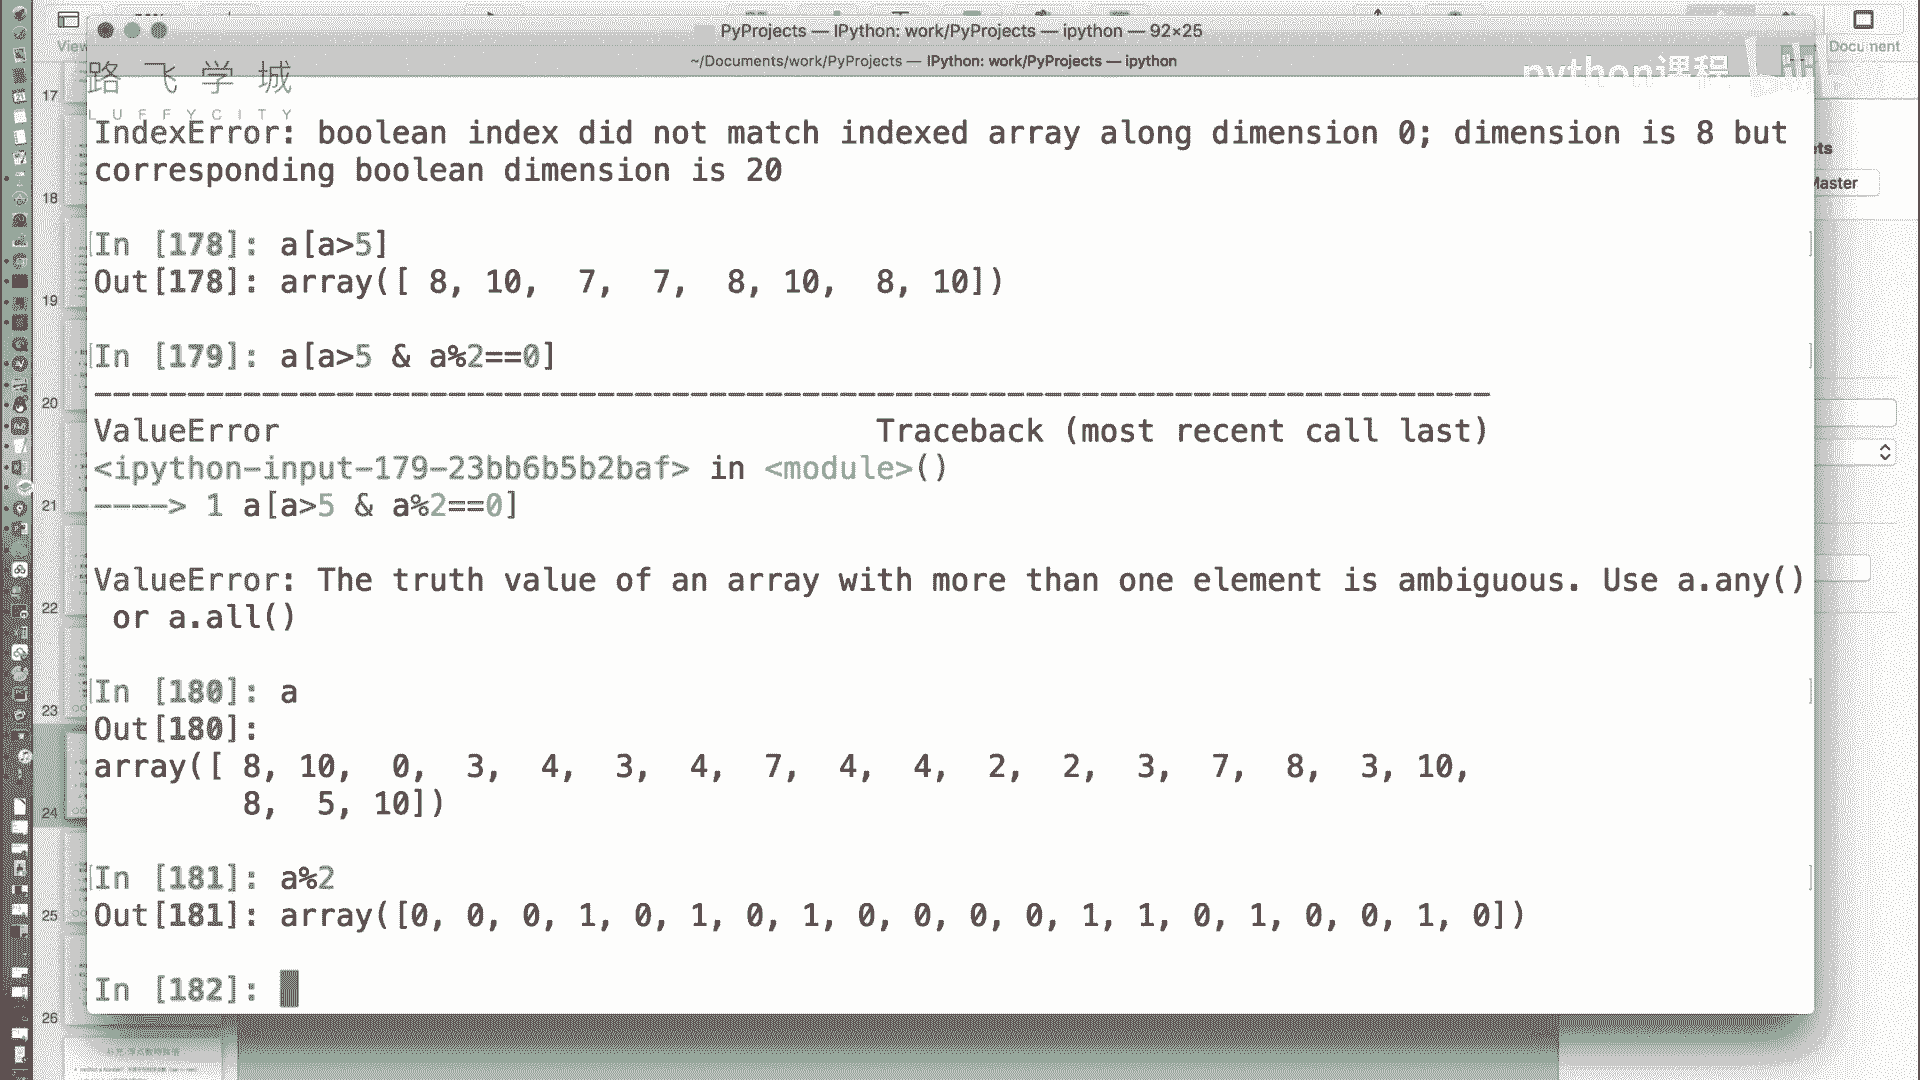 PyProjects — IPython: work/PyProjects — ipython — 92×25
View
Document
~/Documents/work/PyProjects — IPython: work/PyProjects — ipython
路飞学城
LUFFYCITY
python课程
17
IndexError: boolean index did not match indexed array along dimension 0; dimension is 8 but
corresponding boolean dimension is 20
Master
18
In [178]: a[a>5]
Out[178]: array([ 8, 10,  7,  7,  8, 10,  8, 10])
19
In [179]: a[a>5 & a%2==0]
---------------------------------------------------------------------------
20
ValueError                                Traceback (most recent call last)
<ipython-input-179-23bb6b5b2baf> in <module>()
----> 1 a[a>5 & a%2==0]
21
ValueError: The truth value of an array with more than one element is ambiguous. Use a.any()
22
or a.all()
In [180]: a
23
Out[180]:
array([ 8, 10,  0,  3,  4,  3,  4,  7,  4,  4,  2,  2,  3,  7,  8,  3, 10,
24
8,  5, 10])
In [181]: a%2
25
Out[181]: array([0, 0, 0, 1, 0, 1, 0, 1, 0, 0, 0, 0, 1, 1, 0, 1, 0, 0, 1, 0])
In [182]:
26